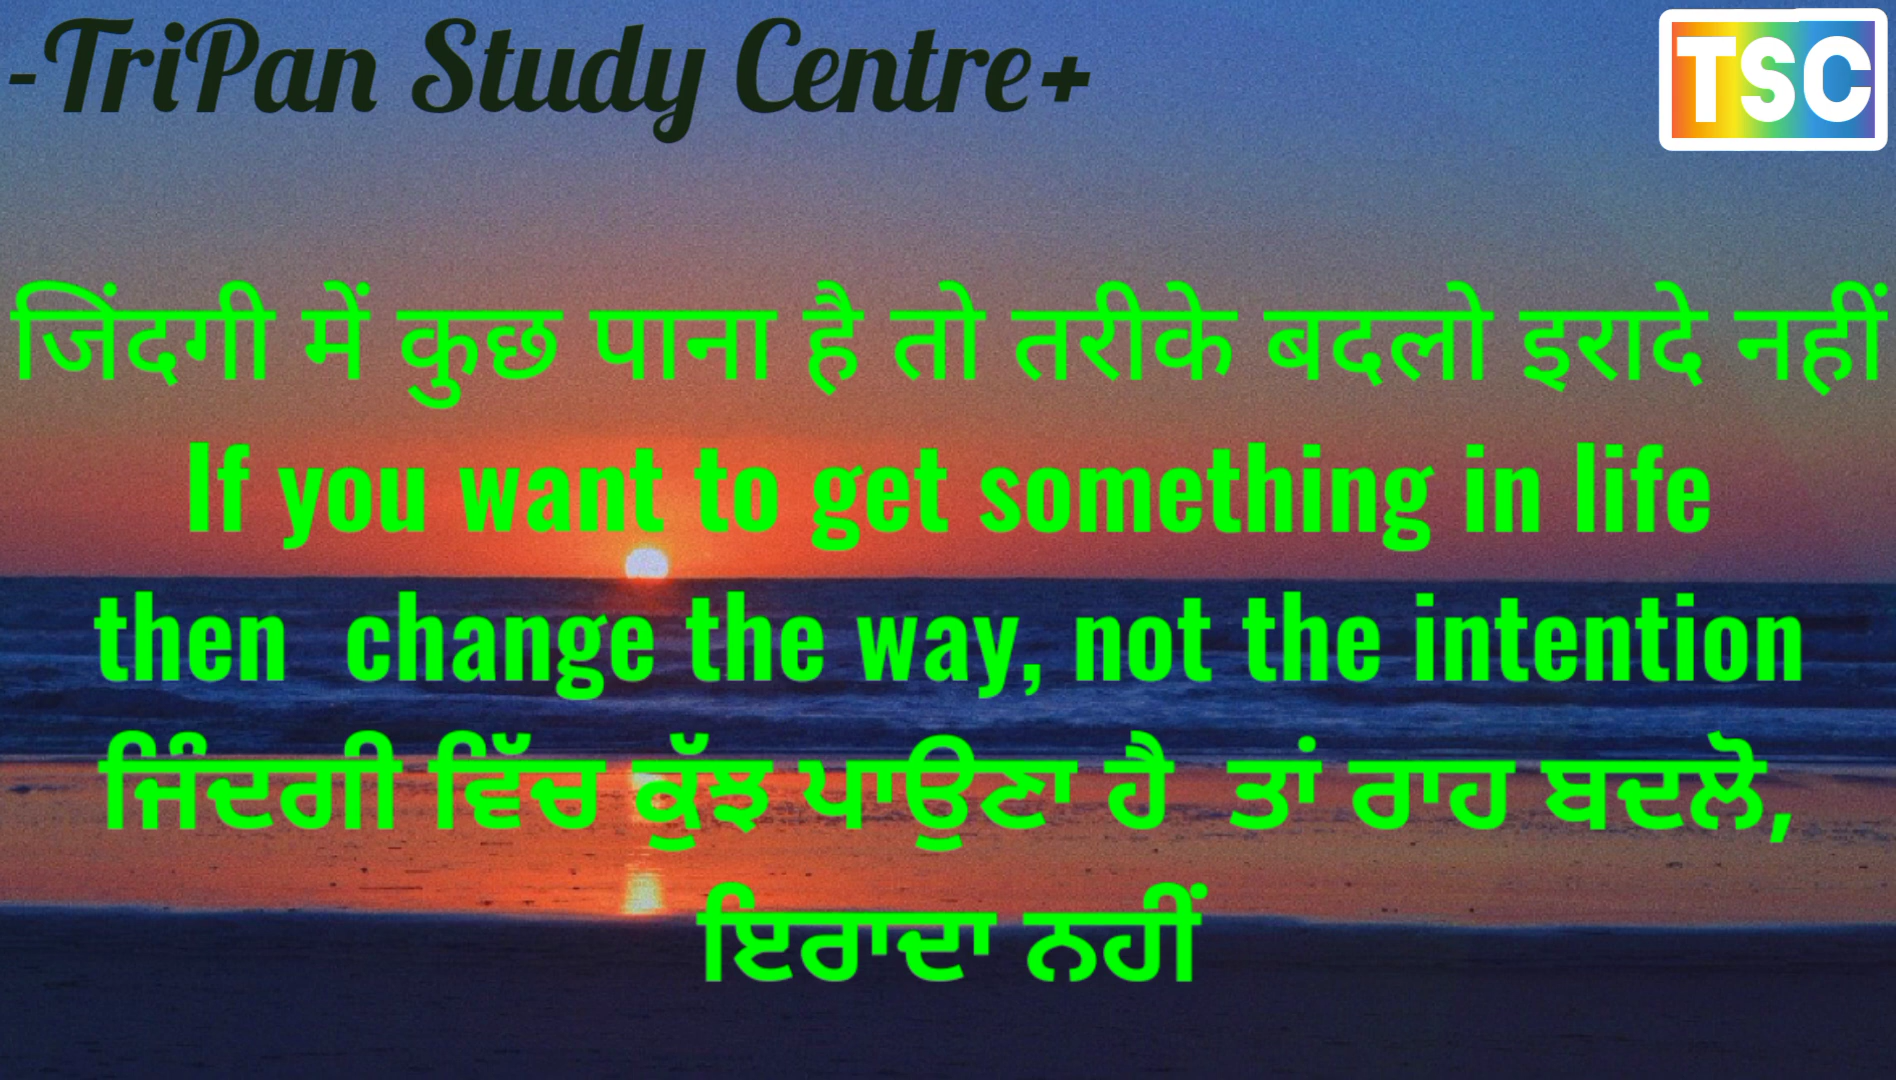 -TriPan Study Centre+
TSC
जिंदगी में कुछ पाना है तो तरीके बदलो इरादे नहीं
If you want to get something in life
then  change the way, not the intention
ਜਿੰਦਗੀ ਵਿੱਚ ਕੁੱਝ ਪਾਉਣਾ ਹੈ  ਤਾਂ ਰਾਹ ਬਦਲੋ,
ਇਰਾਦਾ ਨਹੀਂ